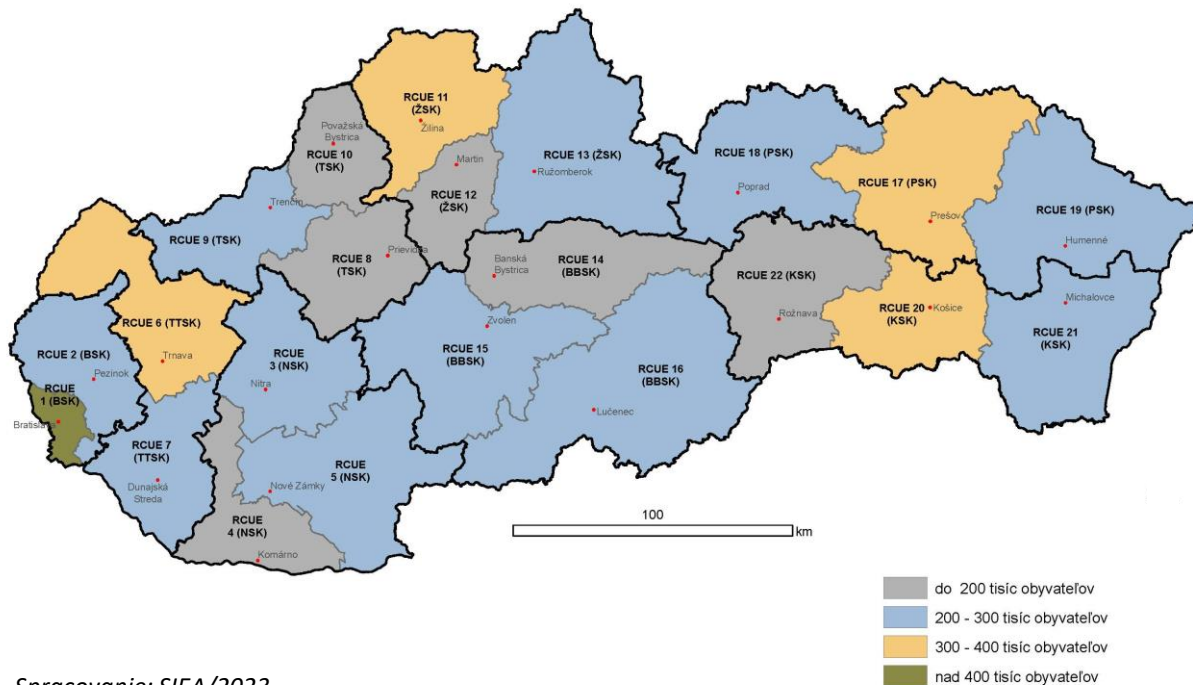 RCUE 11
(ŽSK)
Žilina
Považská
Bystrica
RCUE 10
(TSK)
Martin
RCUE 12
(ŽSK)
RCUE 13 (ŽSK)
Ružomberok
RCUE 18 (PSK)
Poprad
RCUE 17 (PSK)
Prešov
RCUE 19 (PSK)
Humenné
Trenčín
RCUE 9 (TSK)
Prievidza
RCUE 8
(TSK)
Banská
Bystrica
RCUE 14
(BBSK)
RCUE 22 (KSK)
Rožnava
RCUE 20
(KSK)
Košice
Michalovce
RCUE 21
(KSK)
RCUE 6 (TTSK)
Trnava
RCUE 2 (BSK)
Pezinok
RCUE
1 (BSK)
Bratislava
RCUE
3 (NSK)
Nitra
Zvolen
RCUE 15
(BBSK)
RCUE 16
(BBSK)
Lučenec
RCUE 7
(TTSK)
Dunajská
Streda
RCUE
5 (NSK)
Nové Zámky
RCUE
4 (NSK)
Komárno
100
km
do 200 tisíc obyvateľov
200 - 300 tisíc obyvateľov
300 - 400 tisíc obyvateľov
nad 400 tisíc obyvateľov
Spracovanie: SIEA/2023